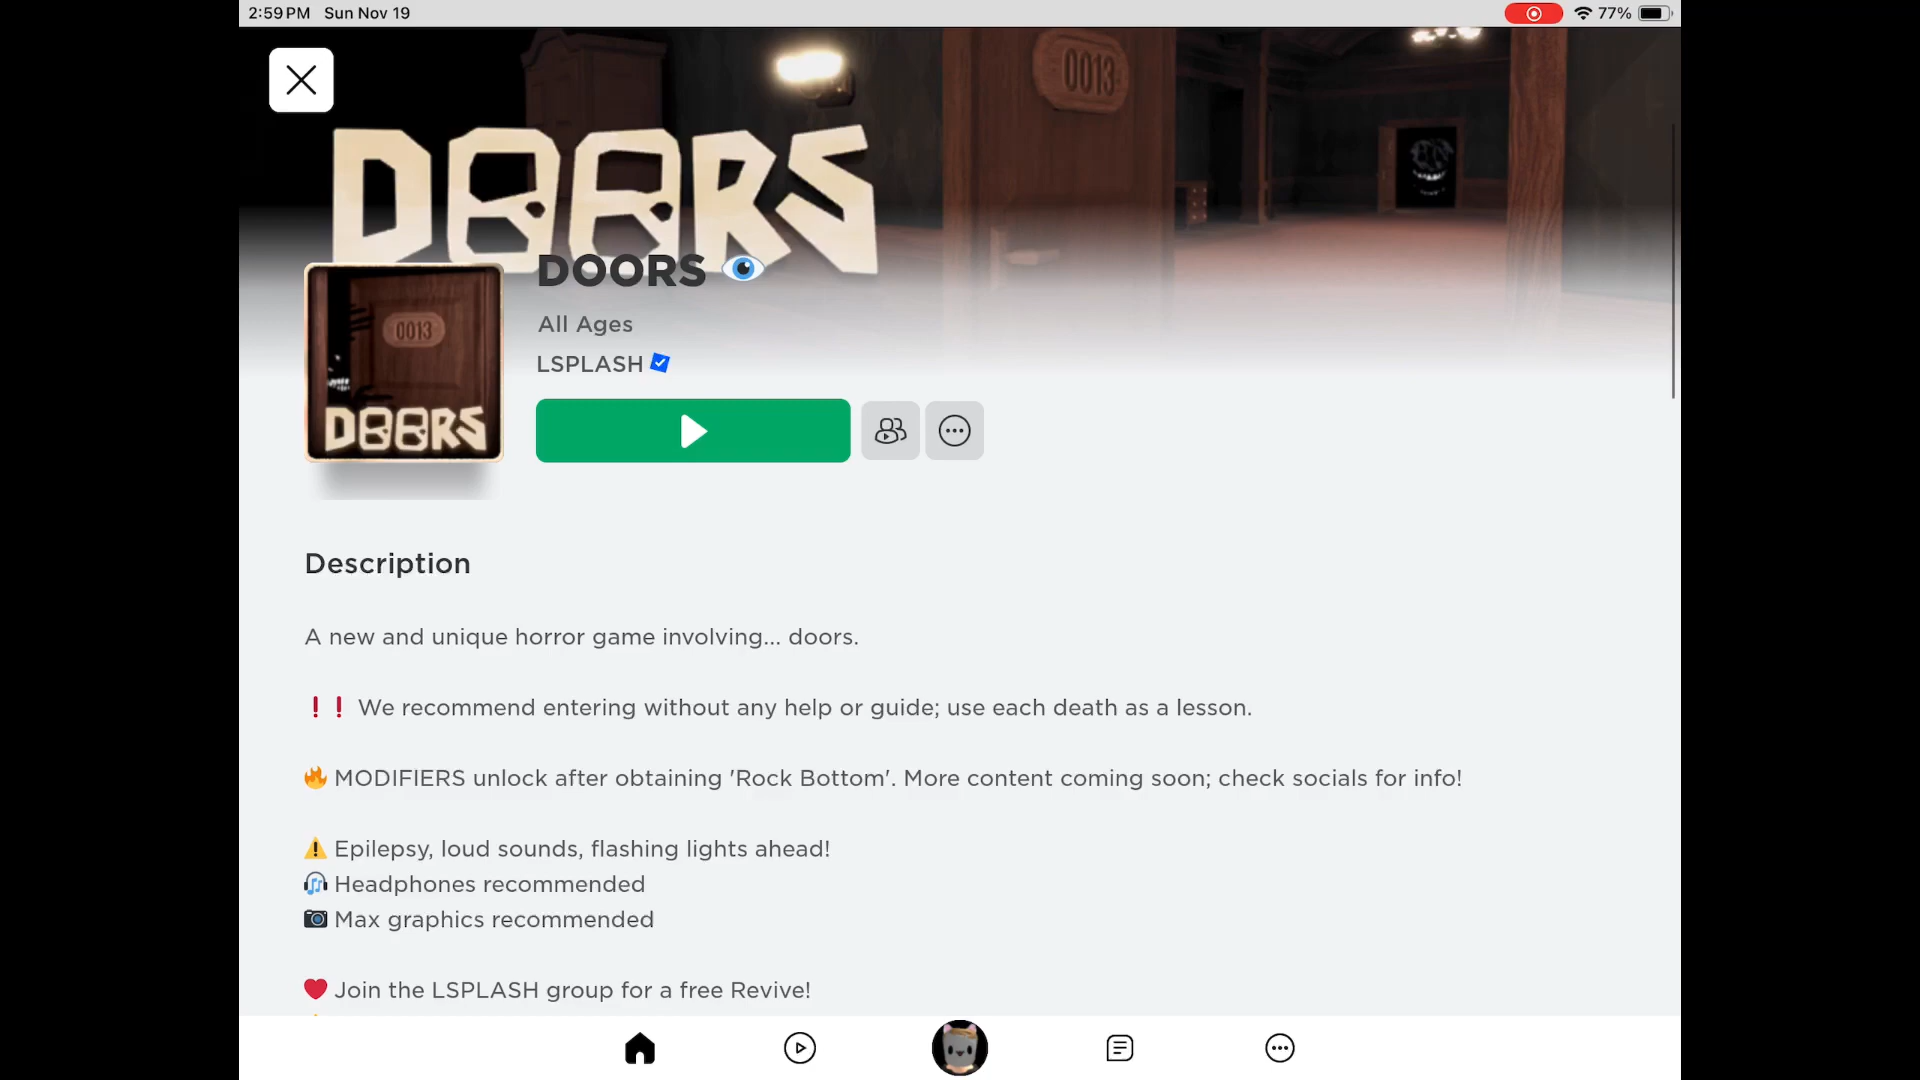 2:59 PM Sun Nov 19
77%
0013
DOORS
DOORS 👁️
All Ages
LSPLASH
0013
DOORS
Description
A new and unique horror game involving... doors.
❗❗ We recommend entering without any help or guide; use each death as a lesson.
🔥 MODIFIERS unlock after obtaining 'Rock Bottom'. More content coming soon; check socials for info!
⚠️ Epilepsy, loud sounds, flashing lights ahead!
🎧 Headphones recommended
📷 Max graphics recommended
❤️ Join the LSPLASH group for a free Revive!